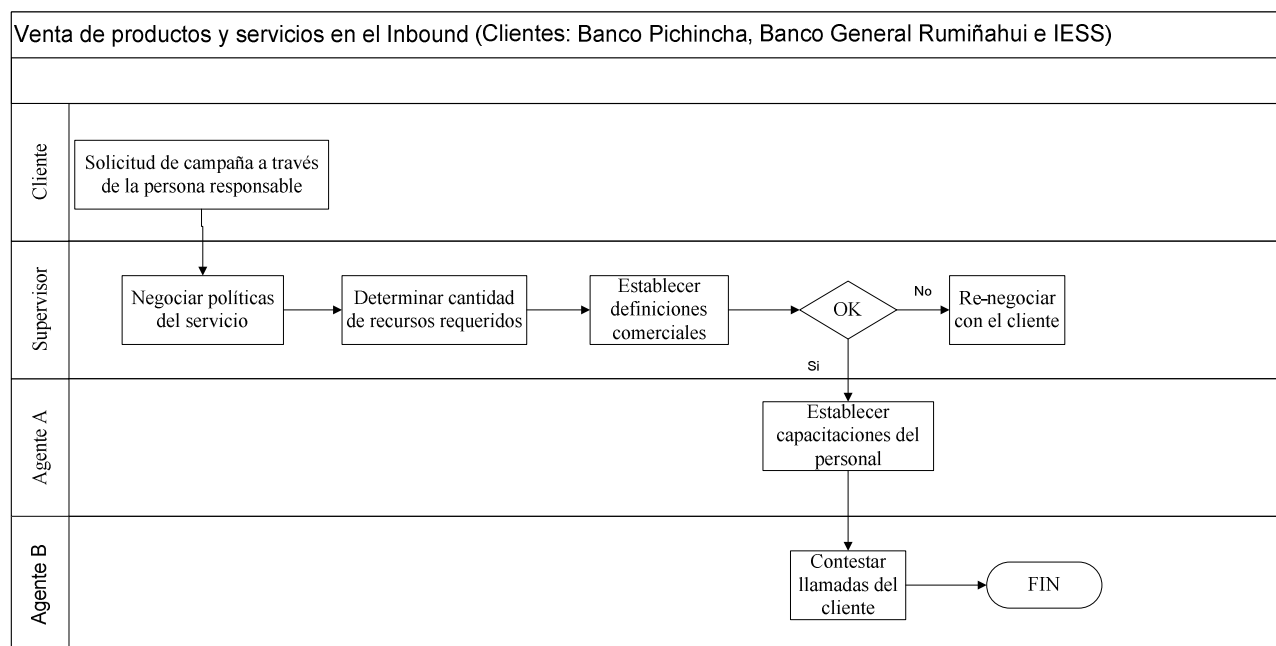 Venta de productos y servicios en el Inbound (Clientes: Banco Pichincha, Banco General Rumiñahui e IESS)
Cliente
Solicitud de campaña a través
de la persona responsable
Supervisor
Negociar políticas
del servicio
Determinar cantidad
de recursos requeridos
Establecer
definiciones
comerciales
OK
No
Re-negociar
con el cliente
Si
Agente A
Establecer
capacitaciones del
personal
Agente B
Contestar
llamadas del
cliente
FIN